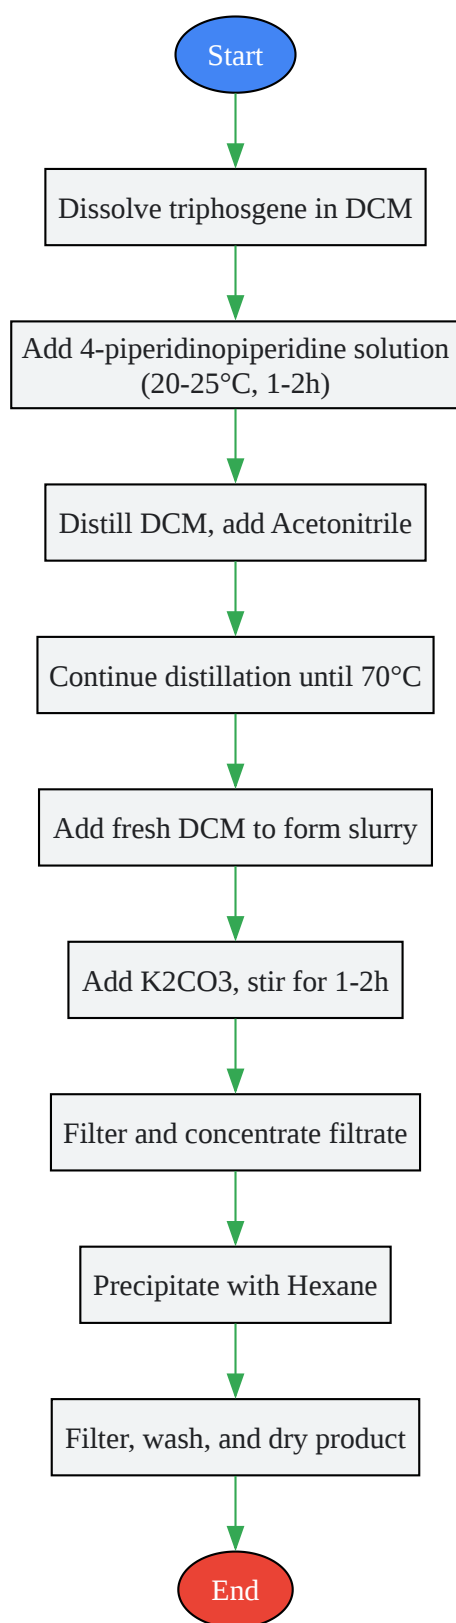 Start
Dissolve triphosgene in DCM
Add 4-piperidinopiperidine solution
(20-25°C, 1-2h)
Distill DCM, add Acetonitrile
Continue distillation until 70°C
Add fresh DCM to form slurry
Add K2CO3, stir for 1-2h
Filter and concentrate filtrate
Precipitate with Hexane
Filter, wash, and dry product
End